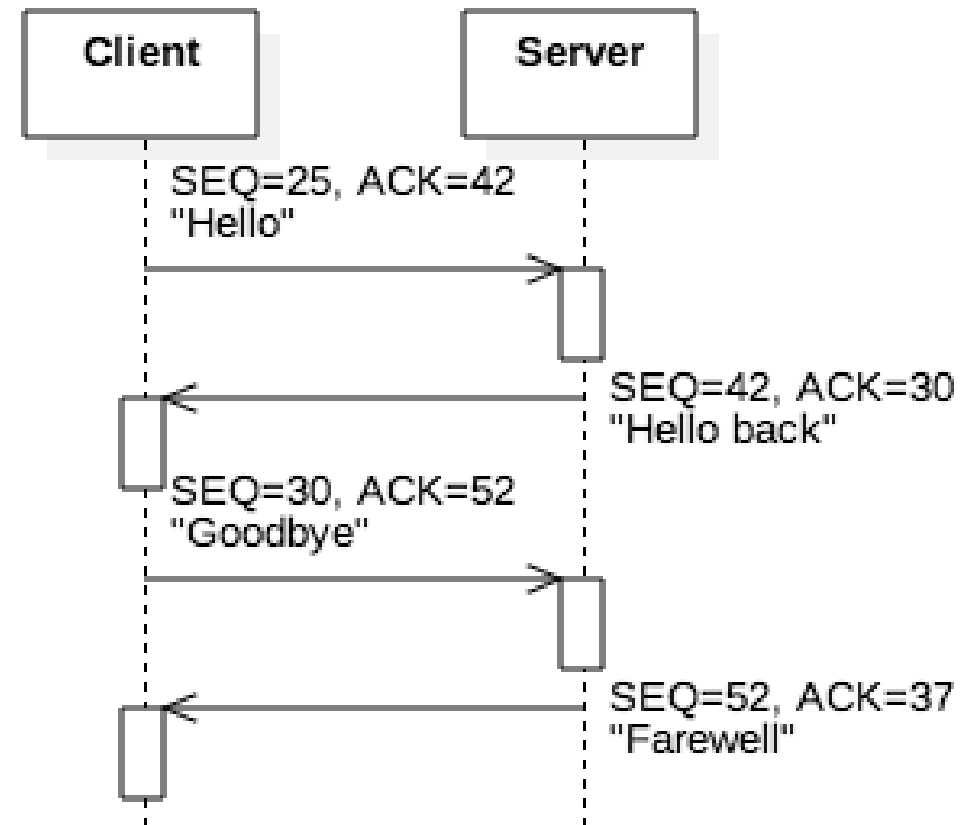 Client
Server
SEQ=25, ACK=42
"Hello"
SEQ=42, ACK=30
"Hello back"
SEQ=30, ACK=52
"Goodbye"
SEQ=52, ACK=37
"Farewell"